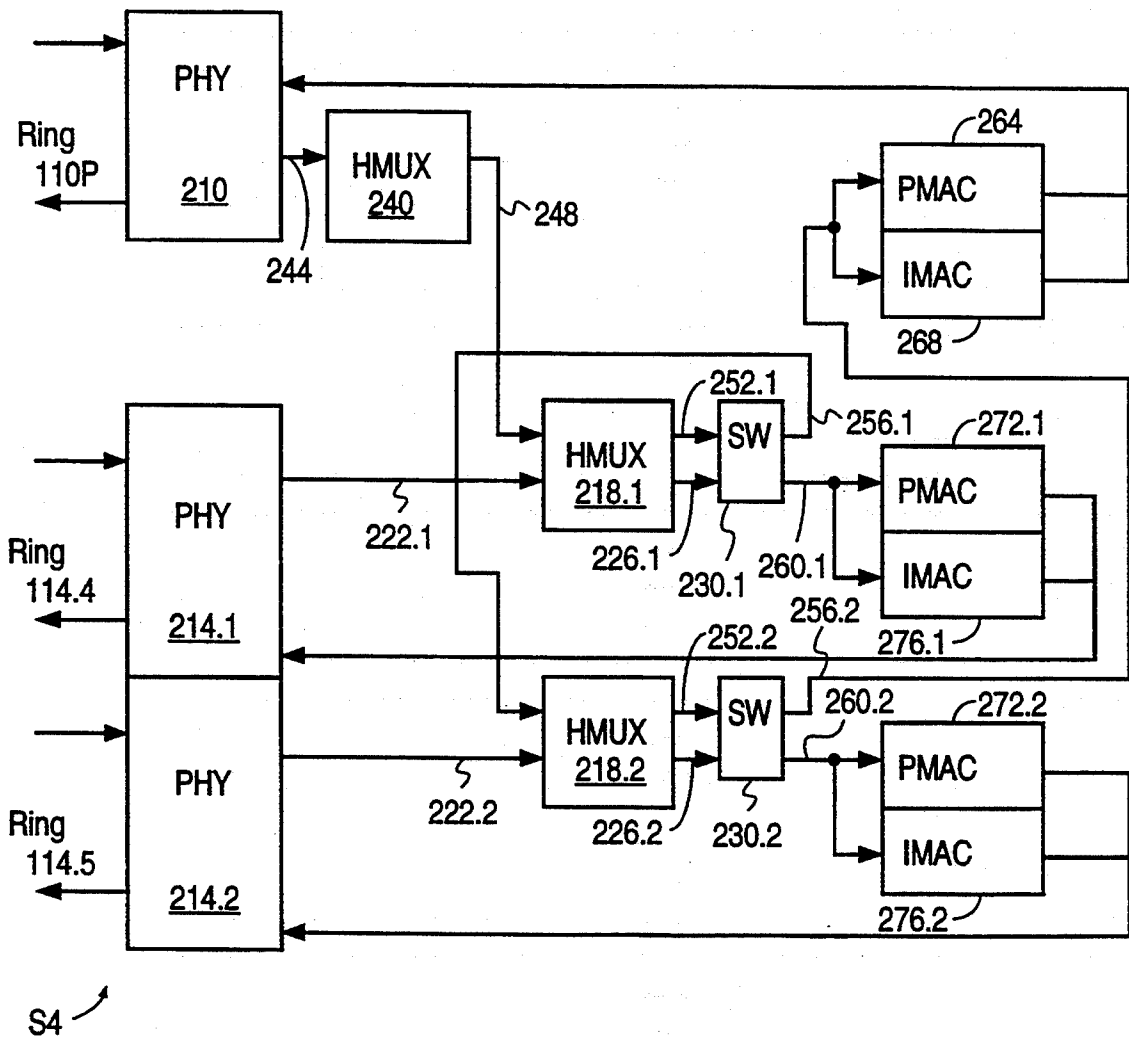 PHY
210
Ring
110P
HMUX
240
244
248
264
PMAC
IMAC
268
PHY
214.1
Ring
114.4
222.1
HMUX
218.1
252.1
226.1
SW
230.1
256.1
260.1
272.1
PMAC
IMAC
276.1
PHY
214.2
Ring
114.5
222.2
HMUX
218.2
252.2
226.2
SW
230.2
256.2
260.2
272.2
PMAC
IMAC
276.2
S4